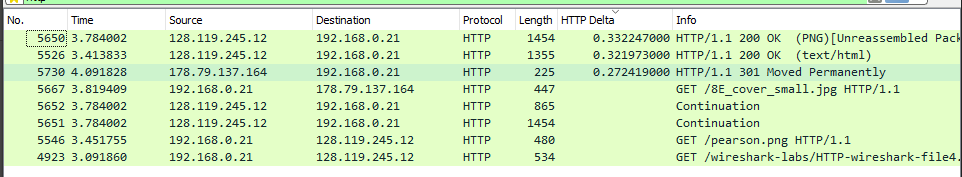 No. Time Source Destination Protocol Length HTTP Delta Info
5650 3.784002 128.119.245.12 192.168.0.21 HTTP 1454 0.332247000 HTTP/1.1 200 OK (PNG)[Unreassembled Pack
5526 3.413833 128.119.245.12 192.168.0.21 HTTP 1355 0.321973000 HTTP/1.1 200 OK (text/html)
5730 4.091828 178.79.137.164 192.168.0.21 HTTP 225 0.272419000 HTTP/1.1 301 Moved Permanently
5667 3.819409 192.168.0.21 178.79.137.164 HTTP 447 GET /8E_cover_small.jpg HTTP/1.1
5652 3.784002 128.119.245.12 192.168.0.21 HTTP 865 Continuation
5651 3.784002 128.119.245.12 192.168.0.21 HTTP 1454 Continuation
5546 3.451755 192.168.0.21 128.119.245.12 HTTP 480 GET /pearson.png HTTP/1.1
4923 3.091860 192.168.0.21 128.119.245.12 HTTP 534 GET /wireshark-labs/HTTP-wireshark-file4.